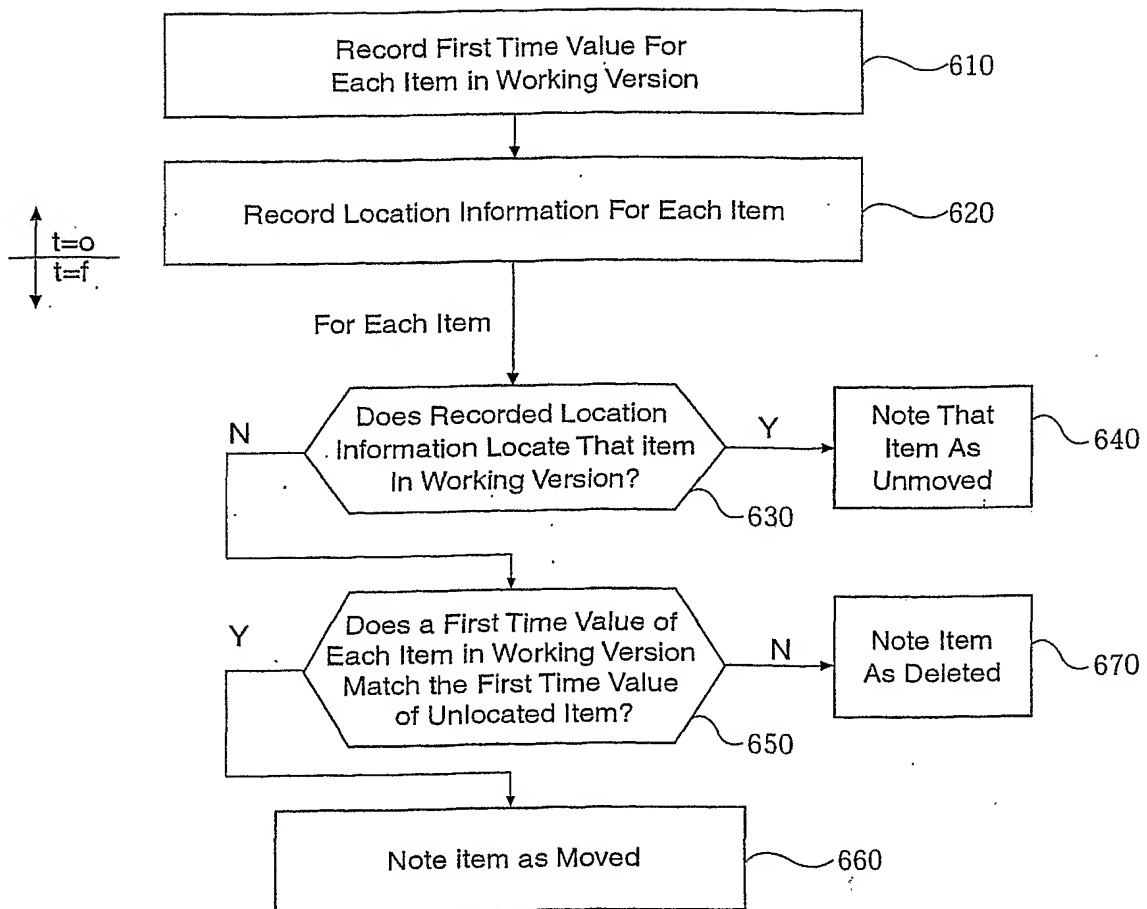 Record First Time Value For
Each Item in Working Version
610
Record Location Information For Each Item
620
t=o
t=f
For Each Item
Does Recorded Location
Information Locate That item
In Working Version?
630
N
Y
Note That
Item As
Unmoved
640
Does a First Time Value of
Each Item in Working Version
Match the First Time Value
of Unlocated Item?
650
Y
N
Note Item
As Deleted
670
Note item as Moved
660